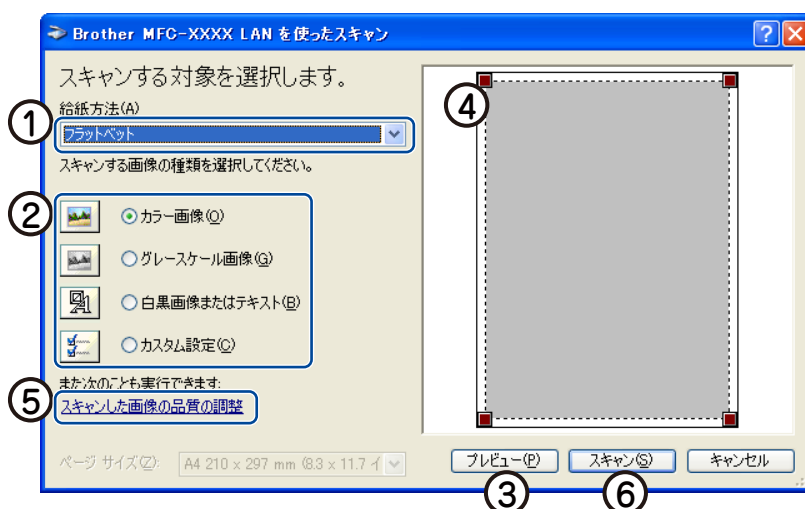 Brother MFC-XXXX LAN を使ったスキャン
スキャンする対象を選択します。
① 給紙方法(A)
フラットベット
スキャンする画像の種類を選択してください。
② カラー画像(O)
グレースケール画像(G)
白黒画像またはテキスト(B)
カスタム設定(C)
また次のことも実行できます:
⑤ スキャンした画像の品質の調整
ページ サイズ(Z): A4 210 x 297 mm (8.3 x 11.7 イ
④
プレビュー(P) スキャン(S) キャンセル
③ ⑥